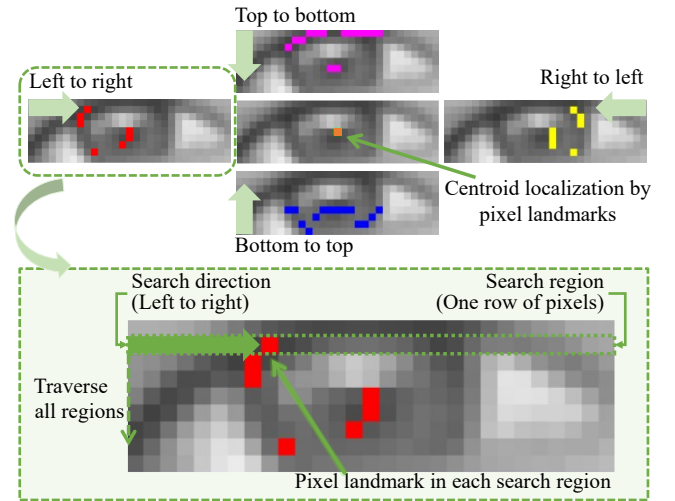 Top to bottom
Left to right
Right to left
Centroid localization by
pixel landmarks
Bottom to top
Search direction
(Left to right)
Search region
(One row of pixels)
Traverse
all regions
Pixel landmark in each search region